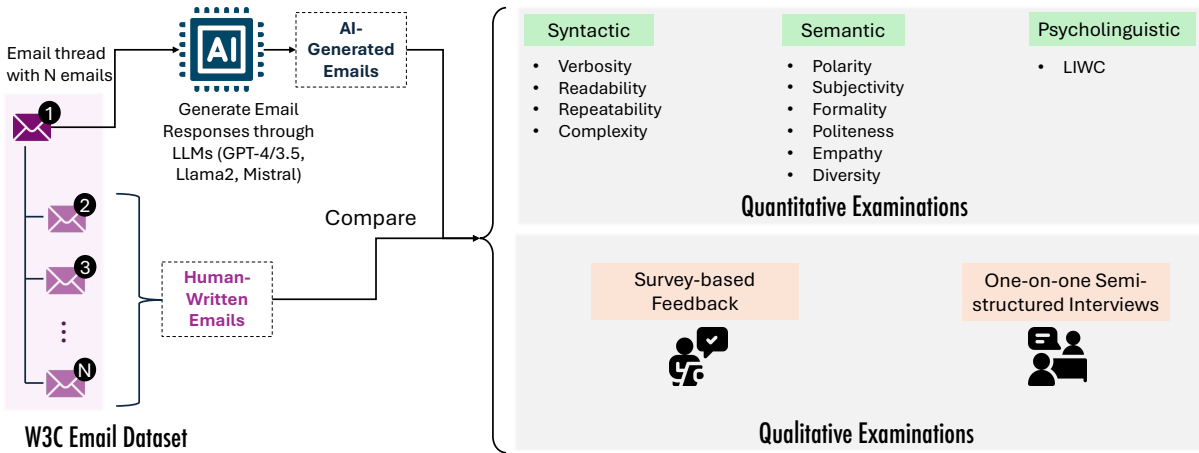 Email thread
with N emails
1
2
3
N
W3C Email Dataset
AI
Generate Email
Responses through
LLMs (GPT-4/3.5,
Llama2, Mistral)
AI-
Generated
Emails
Human-
Written
Emails
Compare
Syntactic
• Verbosity
• Readability
• Repeatability
• Complexity
Semantic
• Polarity
• Subjectivity
• Formality
• Politeness
• Empathy
• Diversity
Psycholinguistic
• LIWC
Quantitative Examinations
Survey-based
Feedback
One-on-one Semi-
structured Interviews
Qualitative Examinations